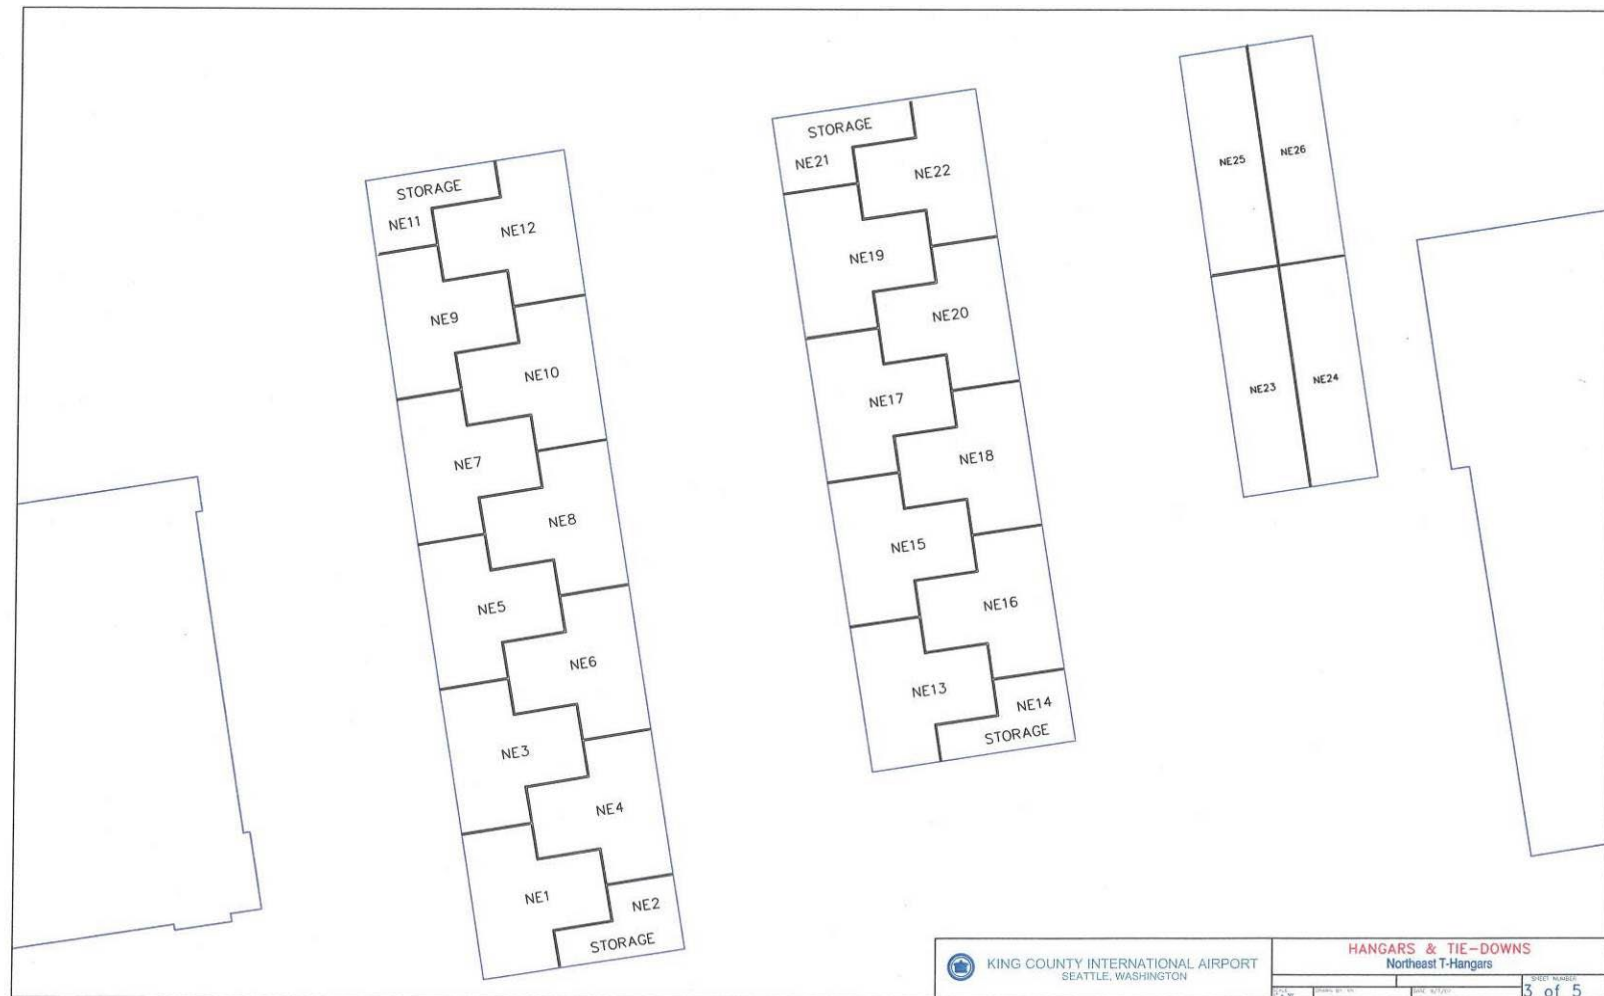 STORAGE
NE11
NE12
NE9
NE10
NE7
NE8
NE5
NE6
NE3
NE4
NE1
NE2
STORAGE
STORAGE
NE21
NE22
NE19
NE20
NE17
NE18
NE15
NE16
NE13
NE14
STORAGE
NE25
NE26
NE23
NE24
KING COUNTY INTERNATIONAL AIRPORT
SEATTLE, WASHINGTON
HANGARS & TIE-DOWNS
Northeast T-Hangars
SHEET NUMBER
3 of 5